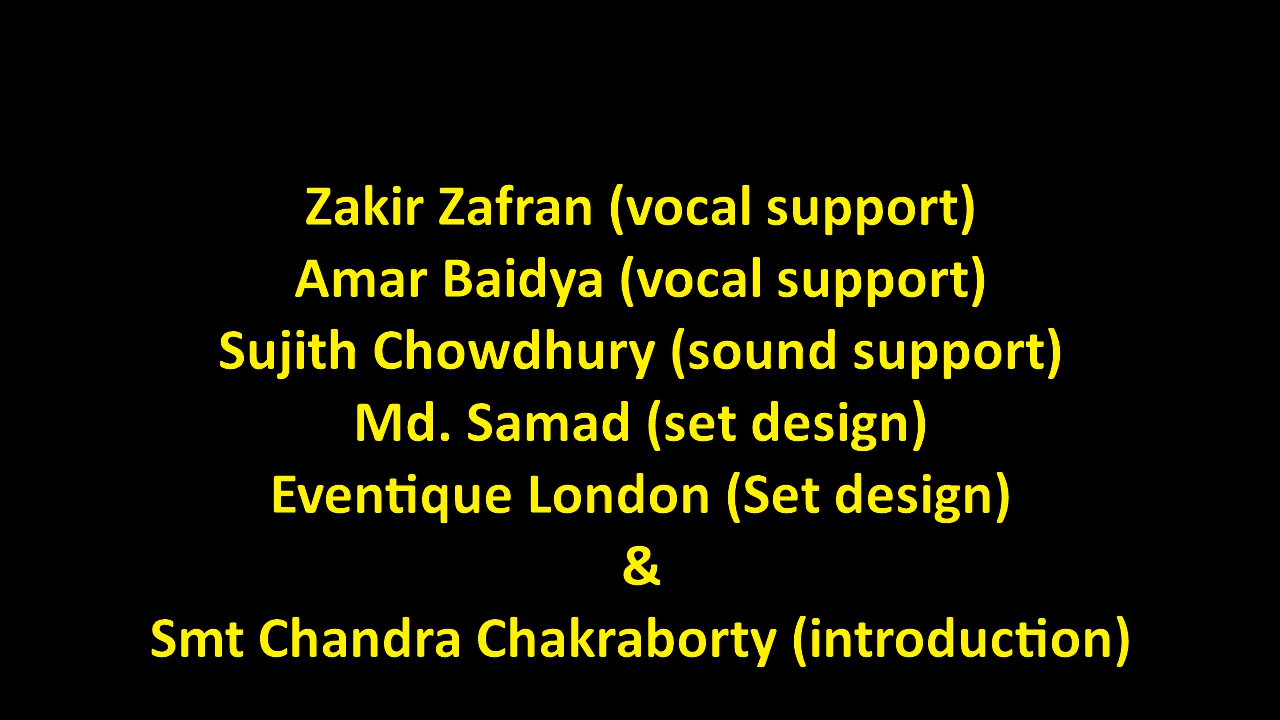 Zakir Zafran (vocal support)
Amar Baidya (vocal support)
Sujith Chowdhury (sound support)
Md. Samad (set design)
Eventique London (Set design)
&
Smt Chandra Chakraborty (introduction)